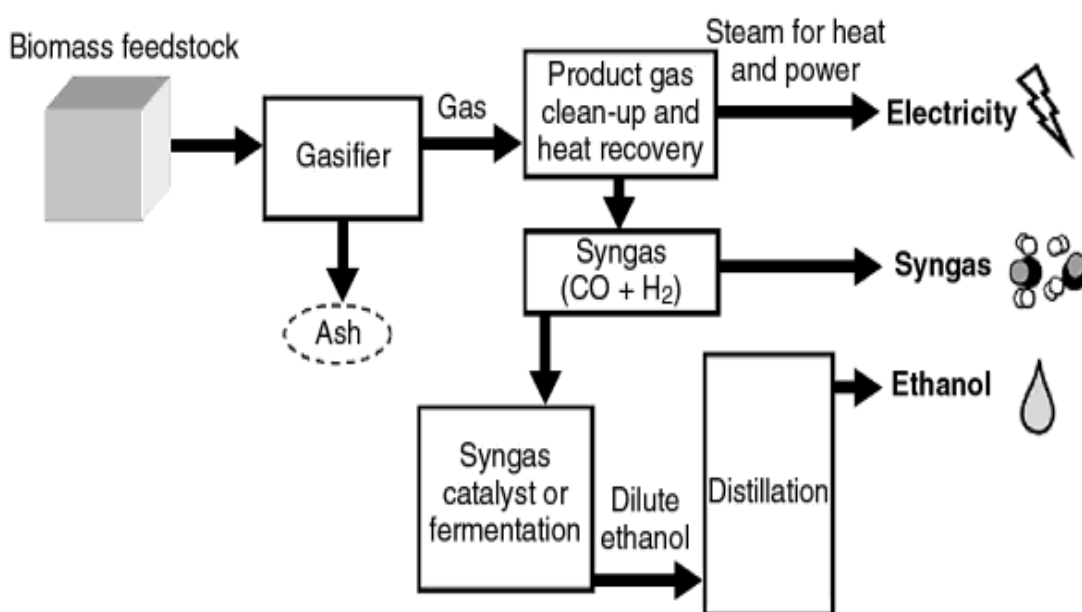 Biomass feedstock
Gasifier
Ash
Gas
Product gas
clean-up and
heat recovery
Steam for heat
and power
Electricity
Syngas
(CO + H₂)
Syngas
Syngas
catalyst or
fermentation
Dilute
ethanol
Distillation
Ethanol